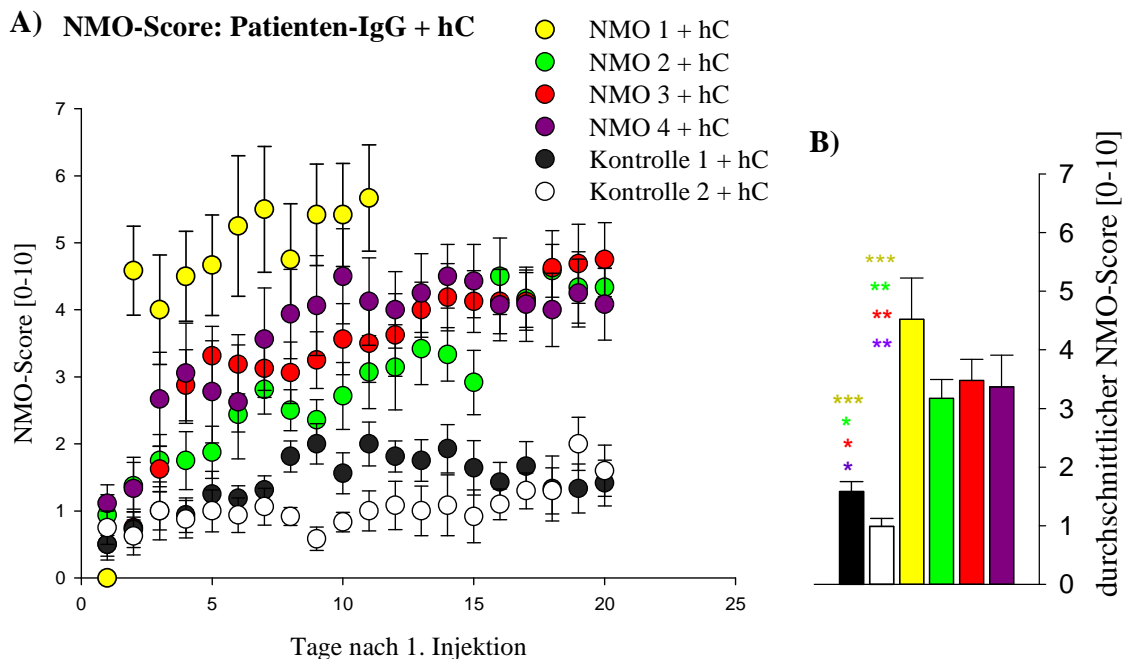 A) NMO-Score: Patienten-IgG + hC
NMO 1 + hC
NMO 2 + hC
NMO 3 + hC
NMO 4 + hC
Kontrolle 1 + hC
Kontrolle 2 + hC
NMO-Score [0-10]
7
6
5
4
3
2
1
0
0
5
10
15
20
25
Tage nach 1. Injektion
B)
***
**
**
**
***
*
*
*
7
6
5
4
3
2
1
0
durchschnittlicher NMO-Score [0-10]